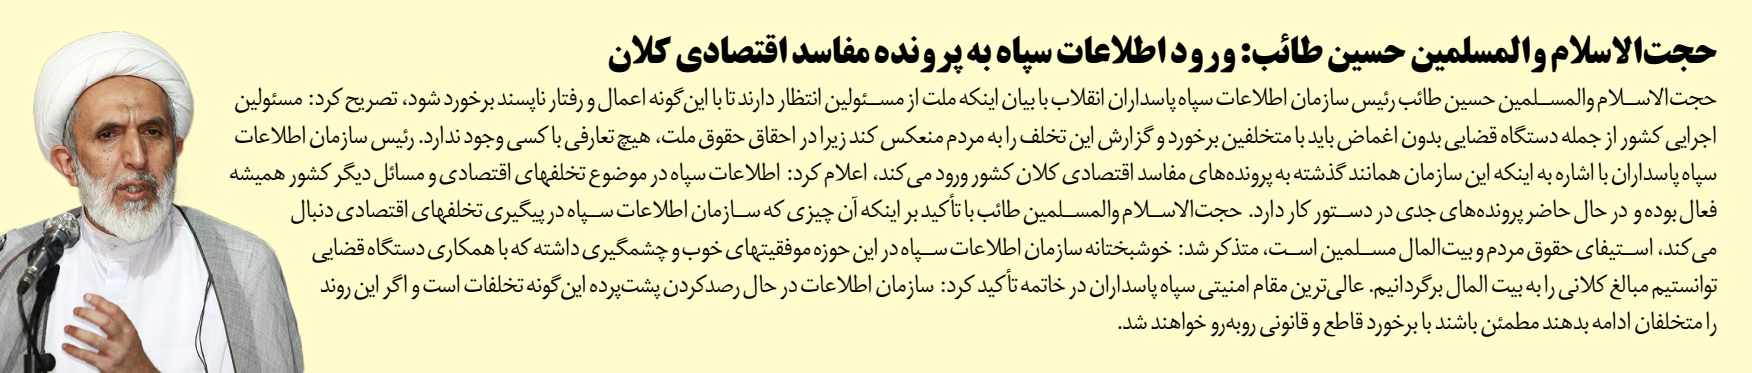 حجت‌الاسلام والمسلمین حسین طائب: ورود اطلاعات سپاه به پرونده مفاسد اقتصادی کلان
حجت‌الاسلام والمسلمین حسین طائب رئیس سازمان اطلاعات سپاه پاسداران انقلاب با بیان اینکه ملت از مسئولین انتظار دارند تا با این‌گونه اعمال و رفتار ناپسند برخورد شود، تصریح کرد: مسئولین
اجرایی کشور از جمله دستگاه قضایی بدون اغماض باید با متخلفین برخورد و گزارش این تخلف را به مردم منعکس کند زیرا در احقاق حقوق ملت، هیچ تعارفی با کسی وجود ندارد. رئیس سازمان اطلاعات
سپاه پاسداران با اشاره به اینکه این سازمان همانند گذشته به پرونده‌های مفاسد اقتصادی کلان کشور ورود می‌کند، اعلام کرد: اطلاعات سپاه در موضوع تخلفهای اقتصادی و مسائل دیگر کشور همیشه
فعال بوده و در حال حاضر پرونده‌های جدی در دستور کار دارد. حجت‌الاسلام والمسلمین طائب با تأکید بر اینکه آن چیزی که سازمان اطلاعات سپاه در پیگیری تخلفهای اقتصادی دنبال
می‌کند، استیفای حقوق مردم و بیت‌المال مسلمین است، متذکر شد: خوشبختانه سازمان اطلاعات سپاه در این حوزه موفقیتهای خوب و چشمگیری داشته که با همکاری دستگاه قضایی
توانستیم مبالغ کلانی را به بیت المال برگردانیم. عالی‌ترین مقام امنیتی سپاه پاسداران در خاتمه تأکید کرد: سازمان اطلاعات در حال رصدکردن پشت‌پرده این‌گونه تخلفات است و اگر این روند
را متخلفان ادامه بدهند مطمئن باشند با برخورد قاطع و قانونی روبه‌رو خواهند شد.